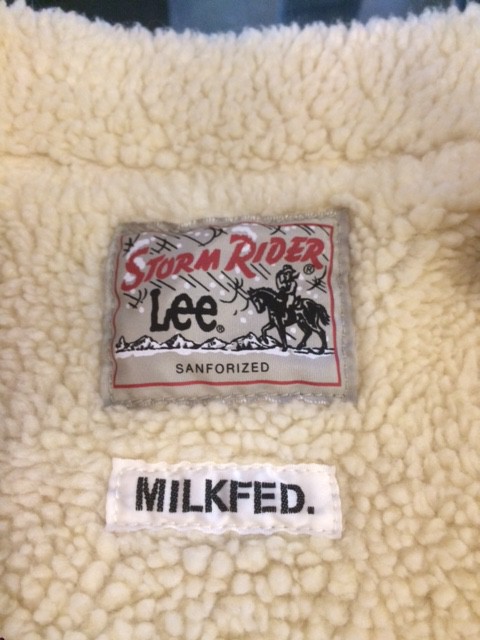 STORM RIDER®
Lee®
SANFORIZED
MILKFED.